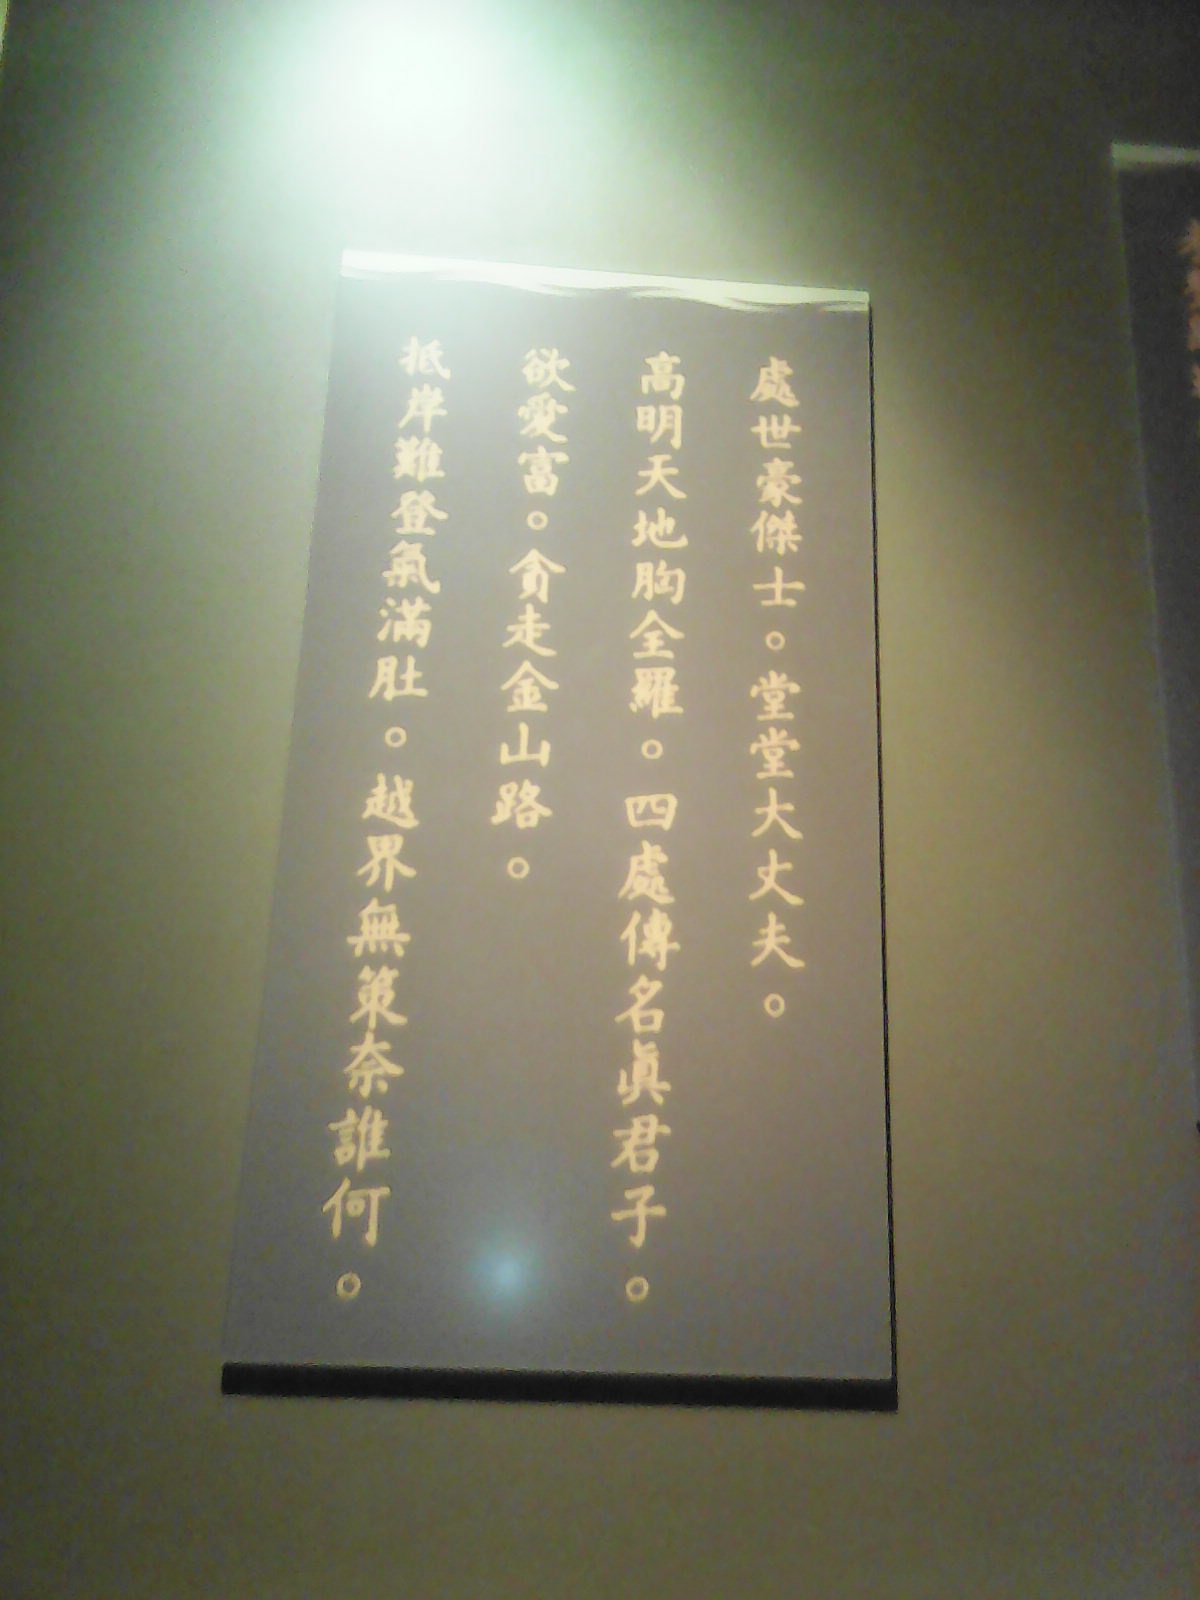 處世豪傑士。堂堂大丈夫。
高明天地胸全羅。四處傳名眞君子。
欲愛富。貪走金山路。
抵岸難登氣滿肚。越界無策奈誰何。